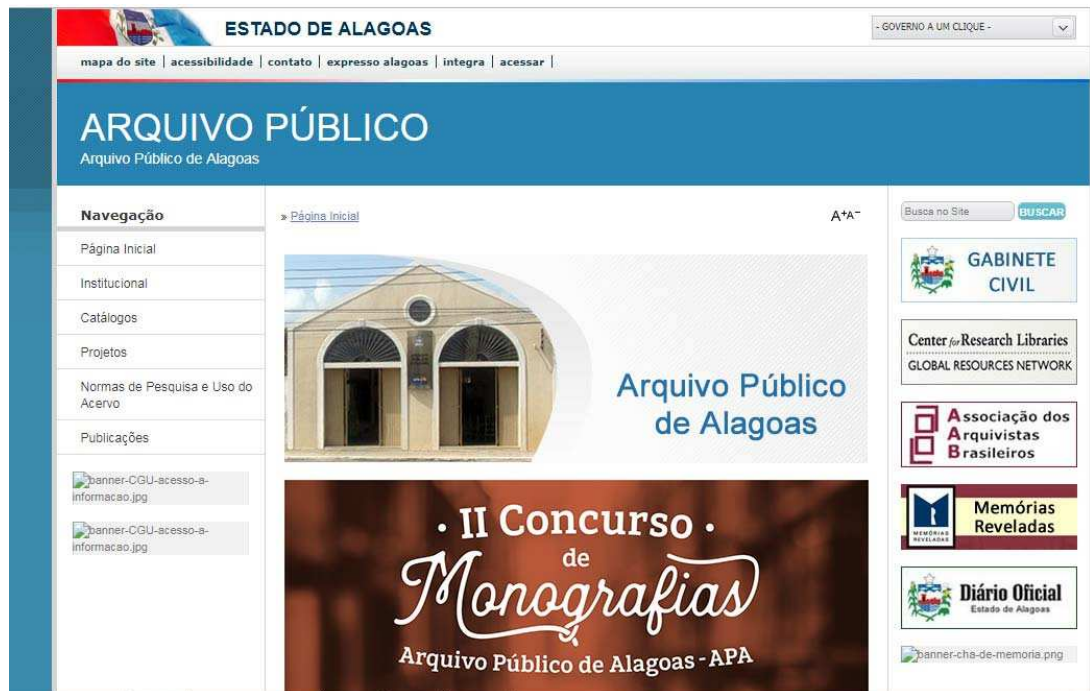 ESTADO DE ALAGOAS
- GOVERNO A UM CLIQUE -
mapa do site | acessibilidade | contato | expresso alagoas | integra | acessar |
ARQUIVO PÚBLICO
Arquivo Público de Alagoas
Navegação
Página Inicial
Institucional
Catálogos
Projetos
Normas de Pesquisa e Uso do
Acervo
Publicações
banner-CGU-acesso-a-
informacao.jpg
banner-CGU-acesso-a-
informacao.jpg
» Página Inicial
A+A-
Arquivo Público
de Alagoas
· II Concurso ·
de
Monografias
Arquivo Público de Alagoas - APA
Busca no Site
BUSCAR
GABINETE
CIVIL
Center for Research Libraries
GLOBAL RESOURCES NETWORK
Associação dos
Arquivistas
Brasileiros
MEMÓRIAS
REVELADAS
Memórias
Reveladas
Diário Oficial
Estado de Alagoas
banner-cha-de-memoria.png